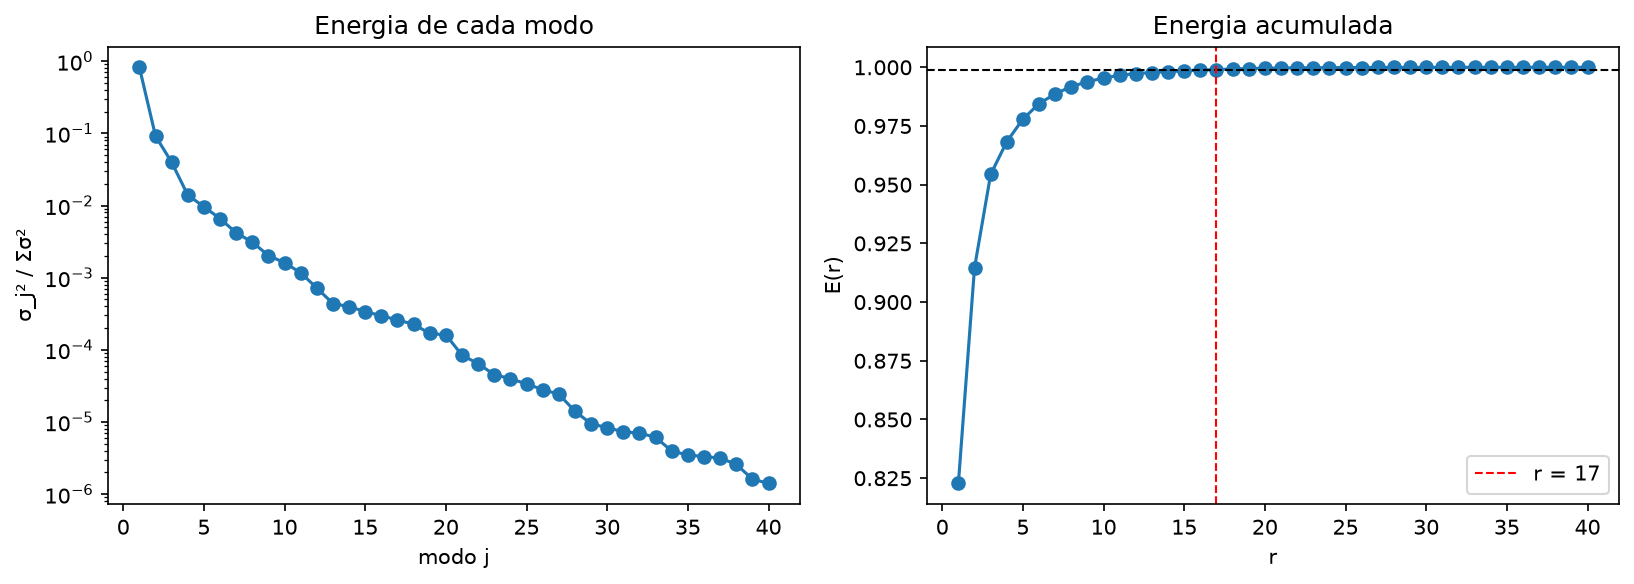 Energia de cada modo
10⁰
10⁻¹
10⁻²
10⁻³
10⁻⁴
10⁻⁵
10⁻⁶
σ_j² / Σσ²
0 5 10 15 20 25 30 35 40
modo j
Energia acumulada
1.000
0.975
0.950
0.925
0.900
0.875
0.850
0.825
E(r)
r = 17
0 5 10 15 20 25 30 35 40
r